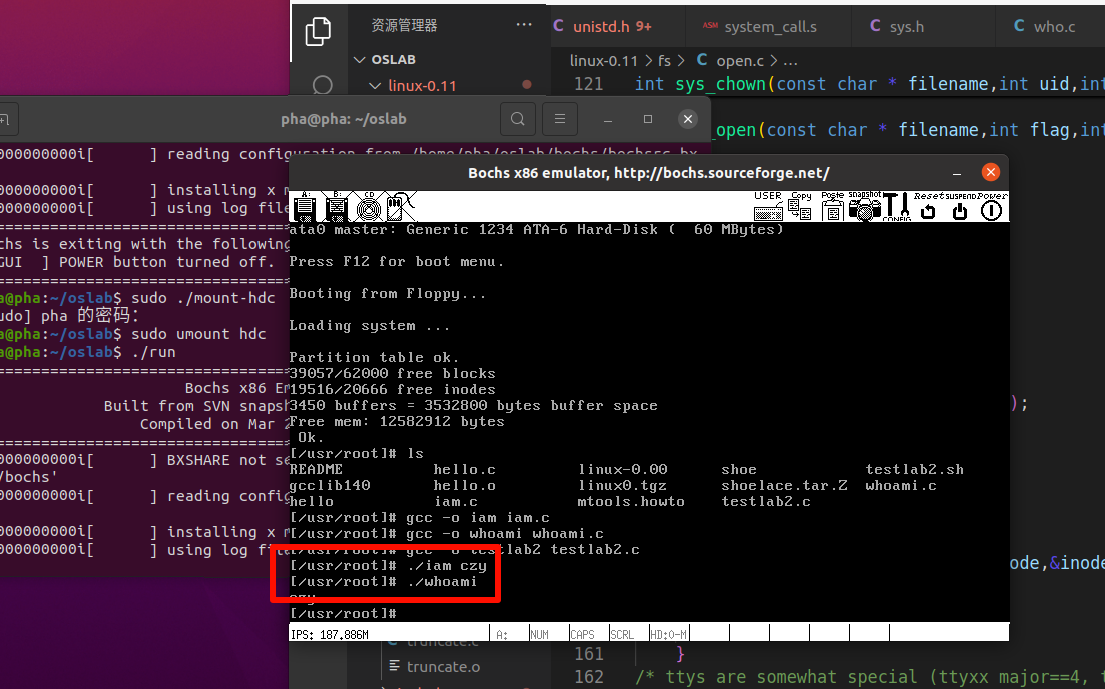 资源管理器 ···
unistd.h 9+ system_call.s sys.h who.c
OSLAB
linux-0.11 > fs > open.c > ...
linux-0.11
121 int sys_chown(const char * filename,int uid,int
pha@pha: ~/oslab
_open(const char * filename,int flag,int
000000000i[ ] reading configuration from /home/pha/oslab/bochs/bochsrc.bx
000000000i[ ] installing x m
000000000i[ ] using log file
========================================
chs is exiting with the following
GUI ] POWER button turned off.
========================================
a@pha:~/oslab$ sudo ./mount-hdc
udo] pha 的密码：
a@pha:~/oslab$ sudo umount hdc
a@pha:~/oslab$ ./run
========================================
Bochs x86 Em
Built from SVN snapsh
Compiled on Mar 2
========================================
000000000i[ ] BXSHARE not se
/bochs'
000000000i[ ] reading config
000000000i[ ] installing x m
000000000i[ ] using log file
Bochs x86 emulator, http://bochs.sourceforge.net/
A: B: CD USER Copy Paste snapshot CONFIG Reset SUSPEND Power
ata0 master: Generic 1234 ATA-6 Hard-Disk ( 60 MBytes)
Press F12 for boot menu.
Booting from Floppy...
Loading system ...
Partition table ok.
39057/62000 free blocks
19516/20666 free inodes
3450 buffers = 3532800 bytes buffer space
Free mem: 12582912 bytes
Ok.
[/usr/root]# ls
README hello.c linux-0.00 shoe testlab2.sh
gcclib140 hello.o linux0.tgz shoelace.tar.Z whoami.c
hello iam.c mtools.howto testlab2.c
[/usr/root]# gcc -o iam iam.c
[/usr/root]# gcc -o whoami whoami.c
[/usr/root]# gcc -o testlab2 testlab2.c
[/usr/root]# ./iam czy
[/usr/root]# ./whoami
czy
[/usr/root]#
IPS: 187.886M A: NUM CAPS SCRL HD:0-M
);
ode,&inode
truncate.c
truncate.o
161 }
162 /* ttys are somewhat special (ttyxx major==4, t